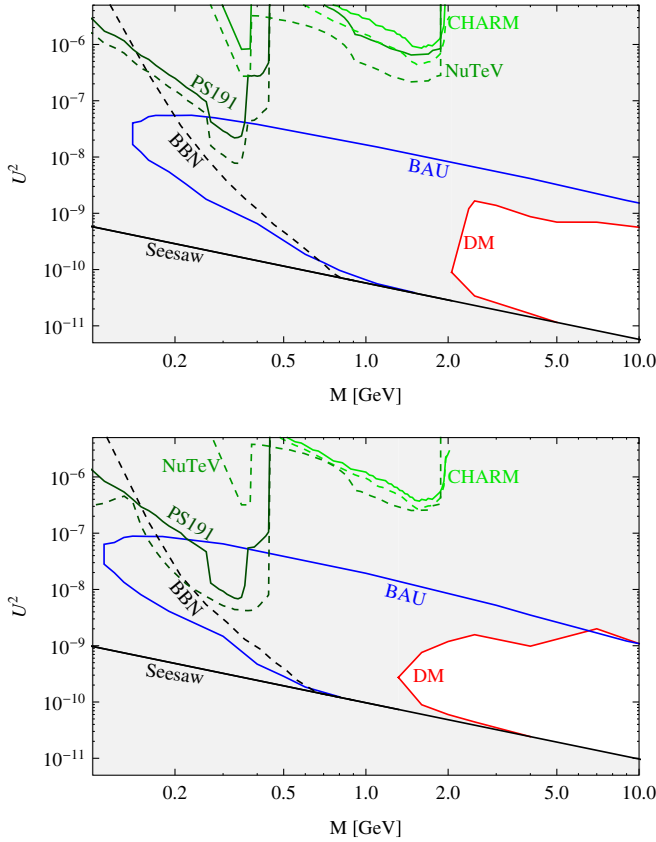 CHARM
10⁻⁶
NuTeV
PS191
10⁻⁷
BBN
BAU
10⁻⁸
U²
10⁻⁹
DM
Seesaw
10⁻¹⁰
10⁻¹¹
0.2 0.5 1.0 2.0 5.0 10.0
M [GeV]
NuTeV
CHARM
10⁻⁶
PS191
10⁻⁷
BBN
BAU
10⁻⁸
U²
10⁻⁹
DM
Seesaw
10⁻¹⁰
10⁻¹¹
0.2 0.5 1.0 2.0 5.0 10.0
M [GeV]